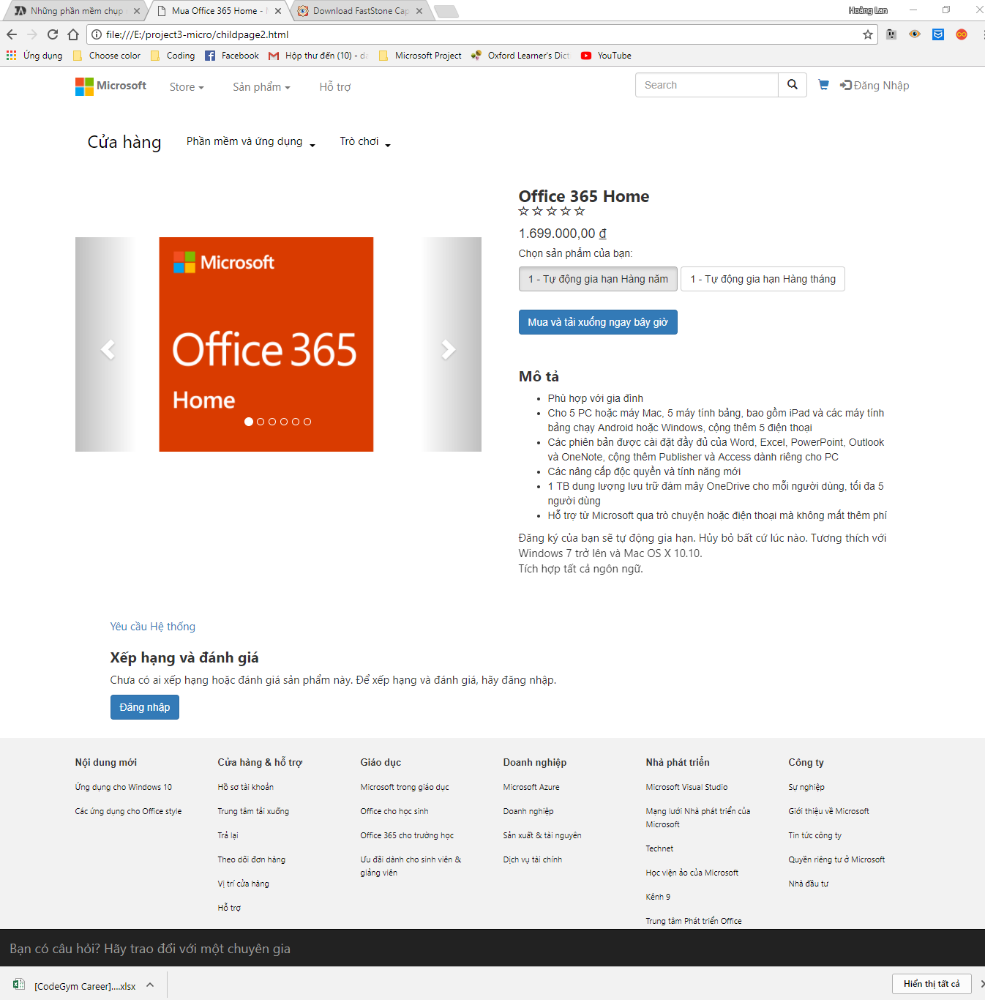 Những phần mềm chụp
Mua Office 365 Home -
Download FastStone Cap
Hoàng Lan
file:///E:/project3-micro/childpage2.html
Ứng dụng
Choose color
Coding
Facebook
Hộp thư đến (10) -
Microsoft Project
Oxford Learner's Dict
YouTube
Microsoft
Store
Sản phẩm
Hỗ trợ
Search
Đăng Nhập
Cửa hàng
Phần mềm và ứng dụng
Trò chơi
Microsoft
Office 365
Home
Office 365 Home
1.699.000,00 ₫
Chọn sản phẩm của bạn:
1 - Tự động gia hạn Hàng năm
1 - Tự động gia hạn Hàng tháng
Mua và tải xuống ngay bây giờ
Mô tả
• Phù hợp với gia đình
• Cho 5 PC hoặc máy Mac, 5 máy tính bảng, bao gồm iPad và các máy tính
bảng chạy Android hoặc Windows, cộng thêm 5 điện thoại
• Các phiên bản được cài đặt đầy đủ của Word, Excel, PowerPoint, Outlook
và OneNote, cộng thêm Publisher và Access dành riêng cho PC
• Các nâng cấp độc quyền và tính năng mới
• 1 TB dung lượng lưu trữ đám mây OneDrive cho mỗi người dùng, tối đa 5
người dùng
• Hỗ trợ từ Microsoft qua trò chuyện hoặc điện thoại mà không mất thêm phí
Đăng ký của bạn sẽ tự động gia hạn. Hủy bỏ bất cứ lúc nào. Tương thích với
Windows 7 trở lên và Mac OS X 10.10.
Tích hợp tất cả ngôn ngữ.
Yêu cầu Hệ thống
Xếp hạng và đánh giá
Chưa có ai xếp hạng hoặc đánh giá sản phẩm này. Để xếp hạng và đánh giá, hãy đăng nhập.
Đăng nhập
Nội dung mới
Ứng dụng cho Windows 10
Các ứng dụng cho Office style
Cửa hàng & hỗ trợ
Hồ sơ tài khoản
Trung tâm tải xuống
Trả lại
Theo dõi đơn hàng
Vị trí cửa hàng
Hỗ trợ
Giáo dục
Microsoft trong giáo dục
Office cho học sinh
Office 365 cho trường học
Ưu đãi dành cho sinh viên &
giảng viên
Doanh nghiệp
Microsoft Azure
Doanh nghiệp
Sản xuất & tài nguyên
Dịch vụ tài chính
Nhà phát triển
Microsoft Visual Studio
Mạng lưới Nhà phát triển của
Microsoft
Technet
Học viện ảo của Microsoft
Kênh 9
Trung tâm Phát triển Office
Công ty
Sự nghiệp
Giới thiệu về Microsoft
Tin tức công ty
Quyền riêng tư ở Microsoft
Nhà đầu tư
Bạn có câu hỏi? Hãy trao đổi với một chuyên gia
[CodeGym Career]....xlsx
Hiển thị tất cả